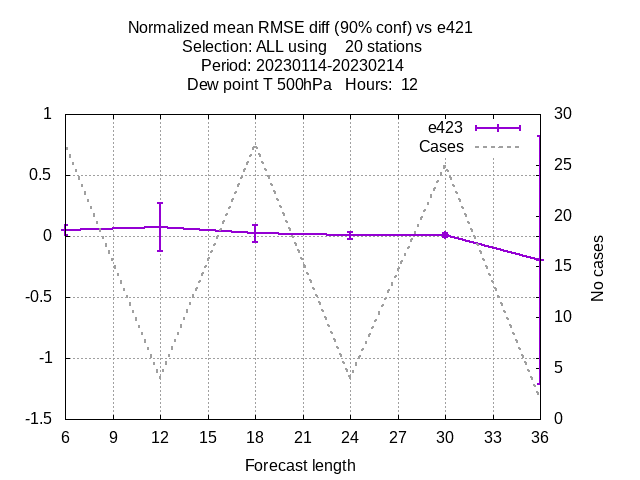 Normalized mean RMSE diff (90% conf) vs e421
Selection: ALL using    20 stations
Period: 20230114-20230214
Dew point T 500hPa   Hours:  12
1
0.5
0
-0.5
-1
-1.5
30
25
20
15
10
5
0
e423
Cases
No cases
6 9 12 15 18 21 24 27 30 33 36
Forecast length